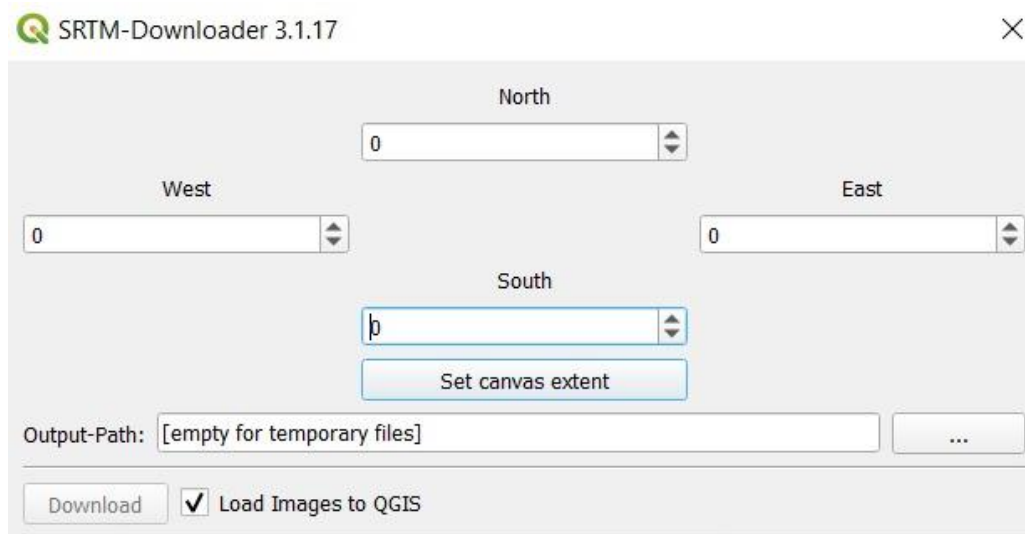 SRTM-Downloader 3.1.17
North
0
West
East
0
0
South
0
Set canvas extent
Output-Path: [empty for temporary files] ...
Download Load Images to QGIS